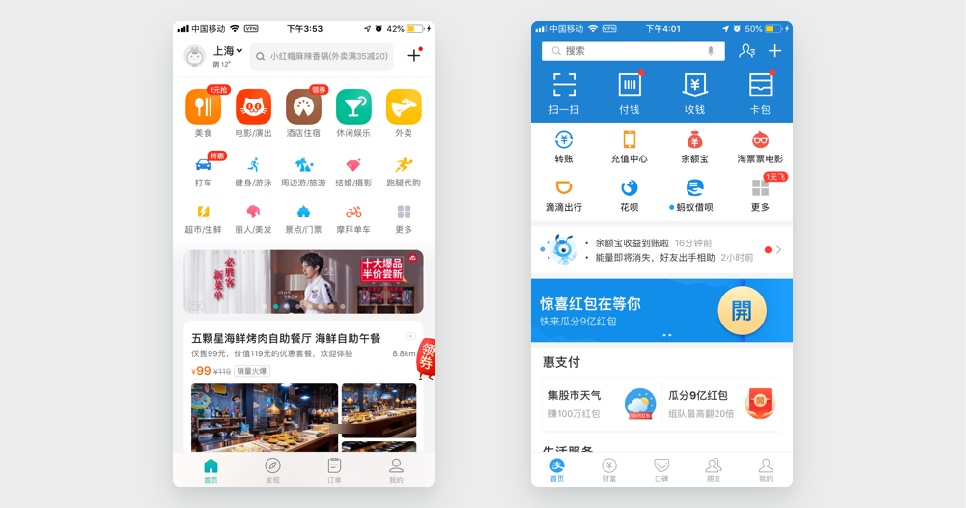 中国移动 VPN 下午3:53 42%
上海
阴 12°
小红帽麻辣香锅(外卖满35减20)
1元抢 领券
美食 电影/演出 酒店住宿 休闲娱乐 外卖
特惠
打车 健身/游泳 周边游/旅游 结婚/摄影 跑腿代购
超市/生鲜 丽人/美发 景点/门票 摩拜单车 更多
必胜客
新菜单
十大爆品
半价尝新
五颗星海鲜烤肉自助餐厅 海鲜自助午餐
仅售99元，价值119元的优惠套餐，欢迎体验 8.8km
¥99 ¥119 销量火爆
领券
首页 发现 订单 我的
中国移动 VPN 下午4:01 50%
搜索
扫一扫 付钱 收钱 卡包
转账 充值中心 余额宝 淘票票电影
1元飞
滴滴出行 花呗 蚂蚁借呗 更多
余额宝收益到账啦 16分钟前
能量即将消失，好友出手相助 2小时前
惊喜红包在等你
快来瓜分9亿红包
開
惠支付
集股市天气
赚100万红包
100万红包
瓜分9亿红包
组队最高翻20倍
開
生活服务
首页 财富 口碑 朋友 我的